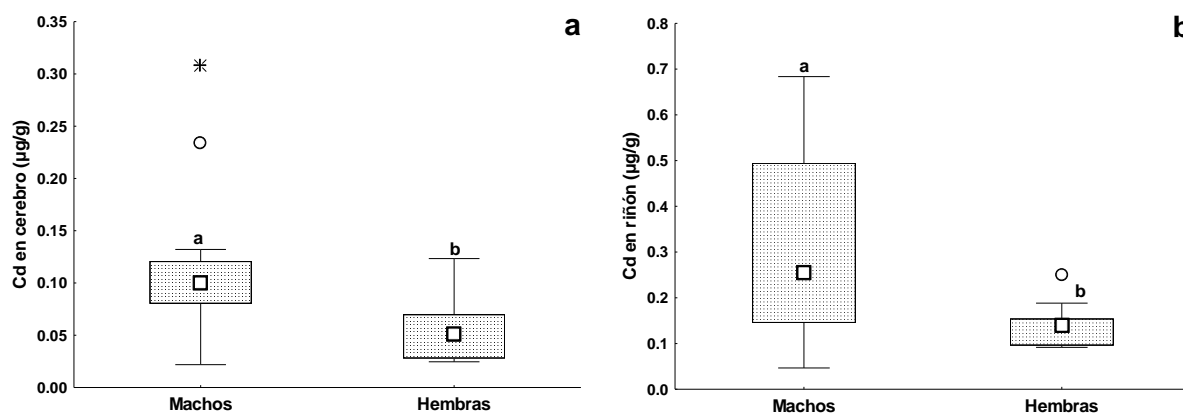 a
Cd en cerebro (µg/g)
0.35
0.30
0.25
0.20
0.15
0.10
0.05
0.00
a
b
Machos
Hembras
b
Cd en riñón (µg/g)
0.8
0.7
0.6
0.5
0.4
0.3
0.2
0.1
0.0
a
b
Machos
Hembras